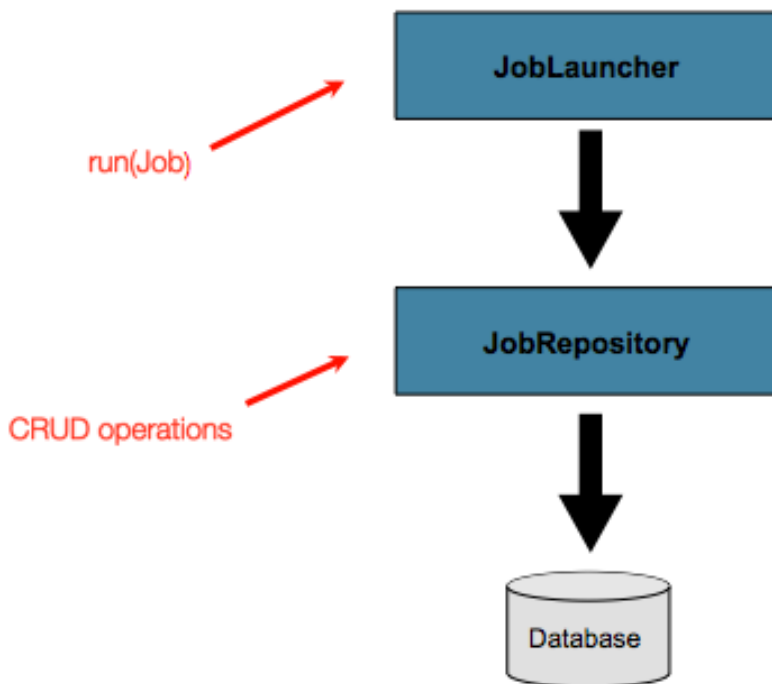 JobLauncher
run(Job)
JobRepository
CRUD operations
Database